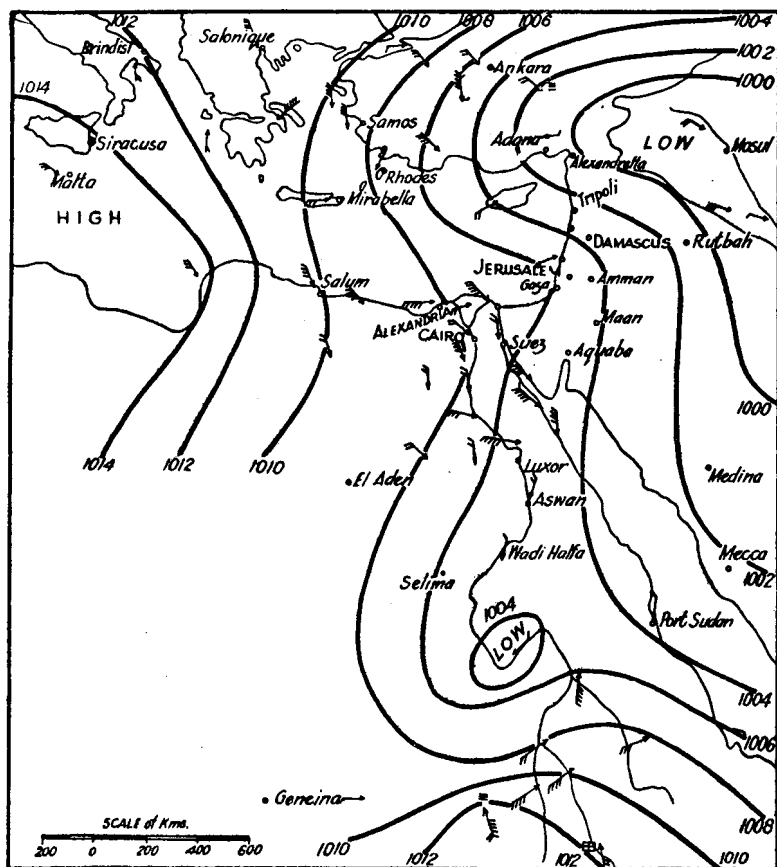 1012
1010
1008
1006
1004
Brindisi
Salonique
1002
Ankara
1000
1014
Siracusa
Samos
Adana
LOW
Mosul
Alexandretta
Malta
Rhodes
Mirabella
Tripoli
HIGH
DAMASCUS
Rutbah
JERUSALE
Salum
Gosa
Amman
ALEXANDRIA
Maan
CAIRO
Suez
Aquaba
1000
1014
1012
1010
El Aden
Luxor
Medina
Aswan
Wadi Halfa
Mecca
Selima
1002
1004
LOW
Port Sudan
1004
1006
Geneina
1008
SCALE of Kms.
200 0 200 400 600
1010
1012
1012
1010